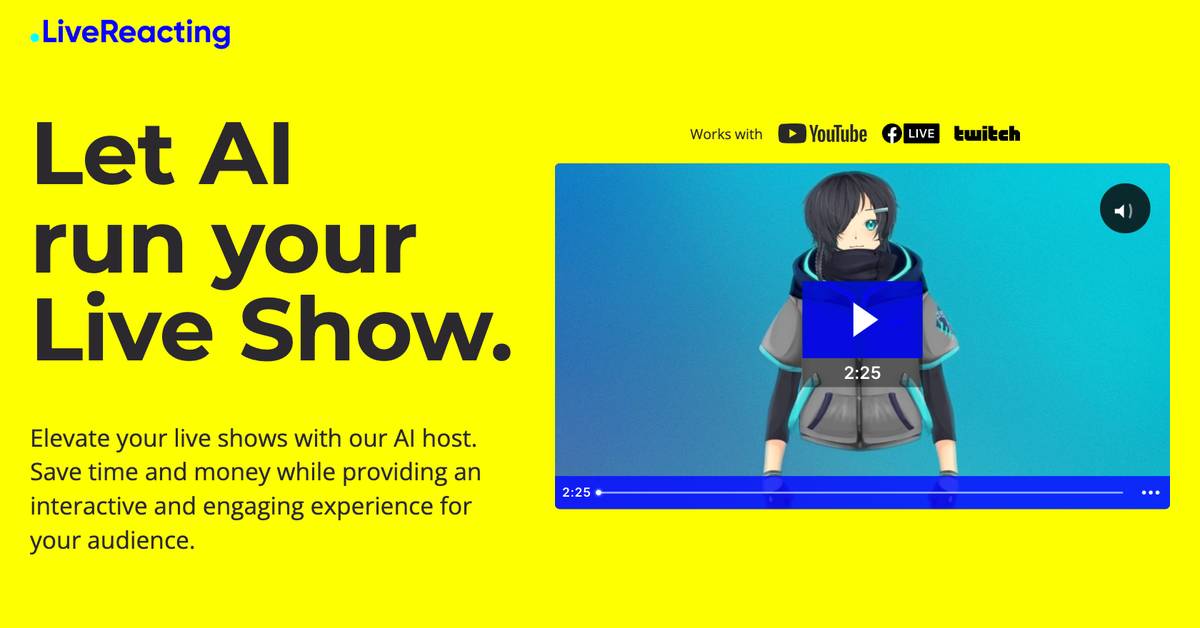 .LiveReacting
Let AI
run your
Live Show.
Elevate your live shows with our AI host.
Save time and money while providing an
interactive and engaging experience for
your audience.
Works with YouTube LIVE twitch
2:25
2:25